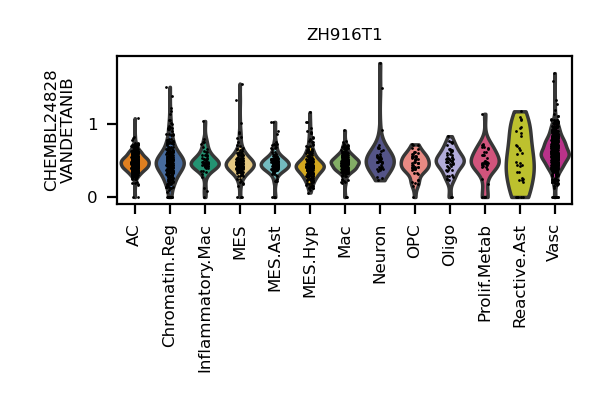 ZH916T1
CHEMBL24828
VANDETANIB
1
0
AC
Chromatin.Reg
Inflammatory.Mac
MES
MES.Ast
MES.Hyp
Mac
Neuron
OPC
Oligo
Prolif.Metab
Reactive.Ast
Vasc